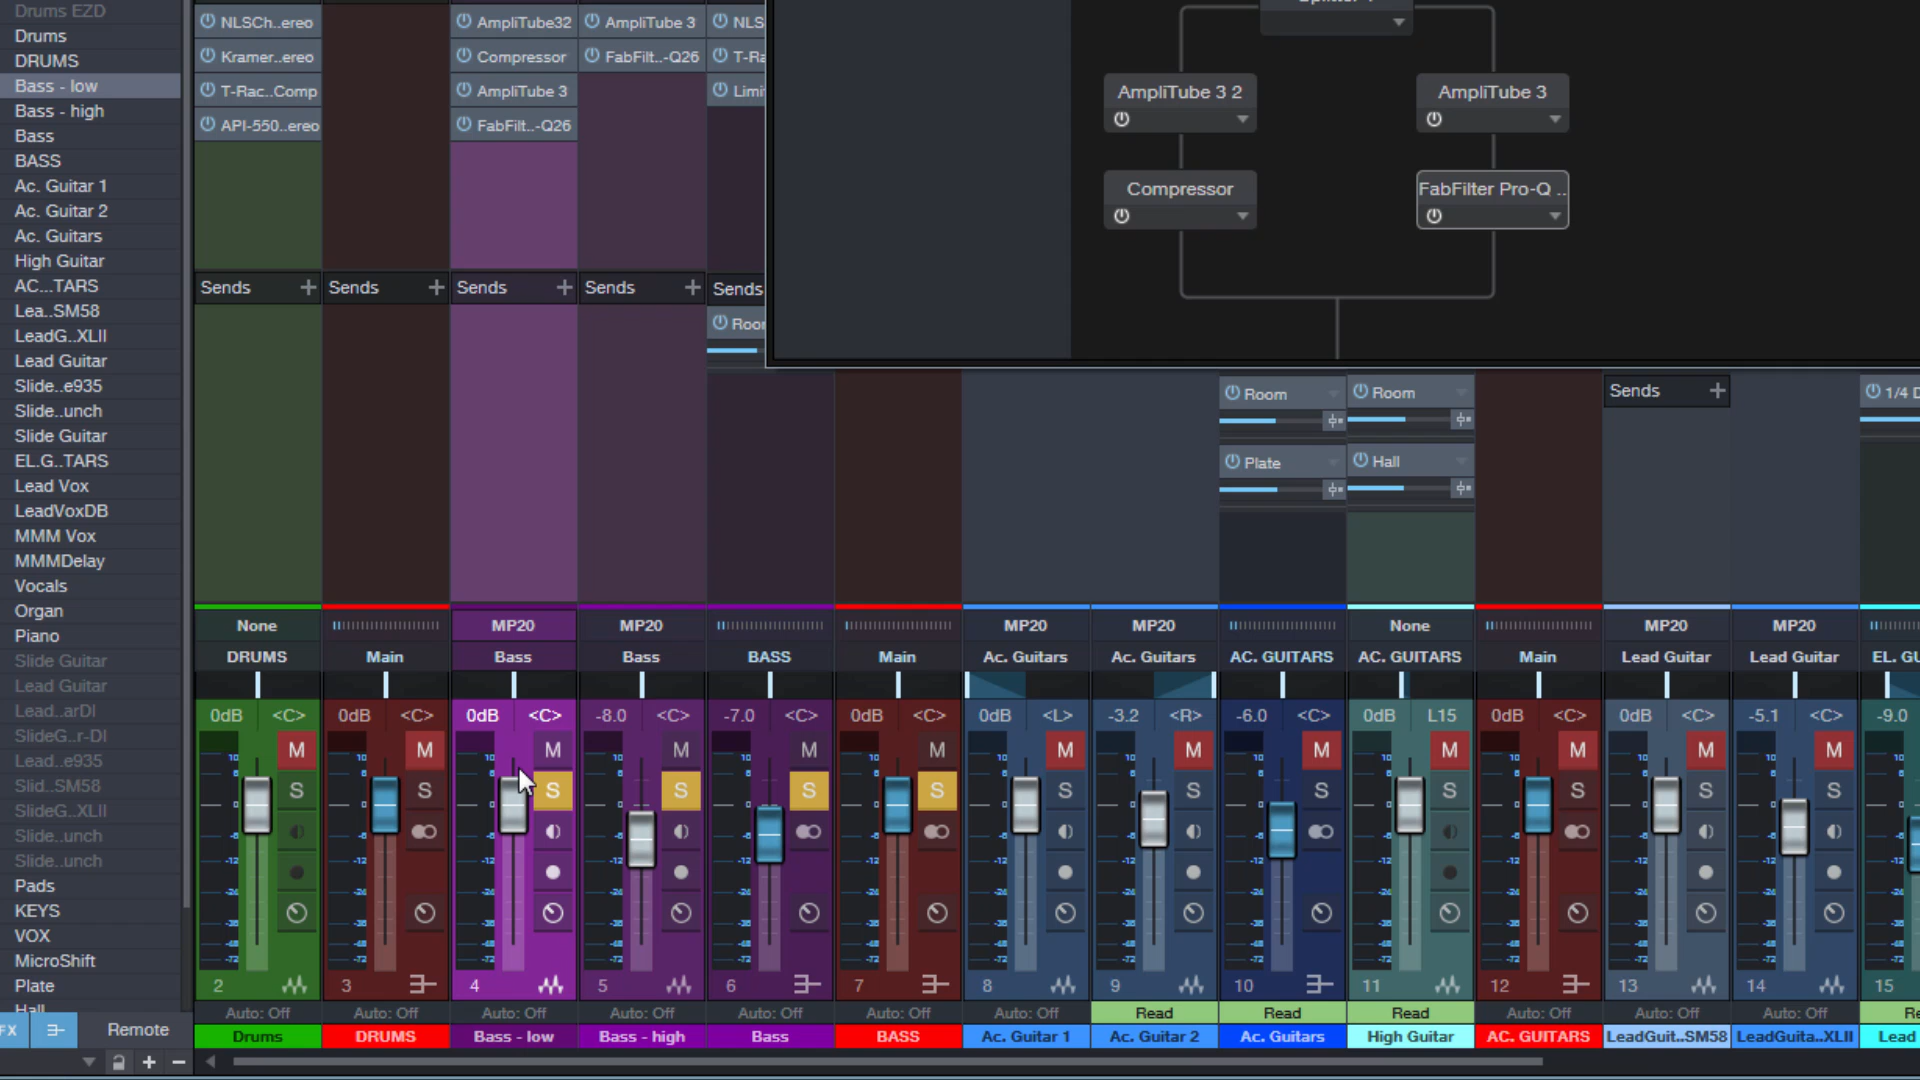 Drums EZD
Drums
DRUMS
Bass - low
Bass - high
Bass
BASS
Ac. Guitar 1
Ac. Guitar 2
Ac. Guitars
High Guitar
AC...TARS
Lea..SM58
LeadG..XLII
Lead Guitar
Slide..e935
Slide..unch
Slide Guitar
EL.G..TARS
Lead Vox
LeadVoxDB
MMM Vox
MMMDelay
Vocals
Organ
Piano
Slide Guitar
Lead Guitar
Lead..arDI
SlideG..r-DI
Lead..e935
Slid..SM58
SlideG..XLII
Slide..unch
Slide..unch
Pads
KEYS
VOX
MicroShift
Plate
Hall
FX Remote
NLSCh..ereo AmpliTube32 AmpliTube 3 NLS
Kramer..ereo Compressor FabFilt..-Q26 T-Ra
T-Rac..Comp AmpliTube 3 Limi
API-550..ereo FabFilt..-Q26
AmpliTube 3 2 AmpliTube 3
Compressor FabFilter Pro-Q ..
Sends Sends Sends Sends Sends
Room
Room Room Sends 1/4 D
Plate Hall
None MP20 MP20 MP20 MP20 None MP20 MP20
DRUMS Main Bass Bass BASS Main Ac. Guitars Ac. Guitars AC. GUITARS AC. GUITARS Main Lead Guitar Lead Guitar EL. GU
0dB <C> 0dB <C> 0dB <C> -8.0 <C> -7.0 <C> 0dB <C> 0dB <L> -3.2 <R> -6.0 <C> 0dB L15 0dB <C> 0dB <C> -5.1 <C> -9.0
M M M M M M M M M M M M M
S S S S S S S S S S S S S
2 3 4 5 6 7 8 9 10 11 12 13 14 15
Auto: Off Auto: Off Auto: Off Auto: Off Auto: Off Auto: Off Auto: Off Read Read Read Auto: Off Auto: Off Auto: Off Re
Drums DRUMS Bass - low Bass - high Bass BASS Ac. Guitar 1 Ac. Guitar 2 Ac. Guitars High Guitar AC. GUITARS LeadGuit..SM58 LeadGuita..XLII Lead